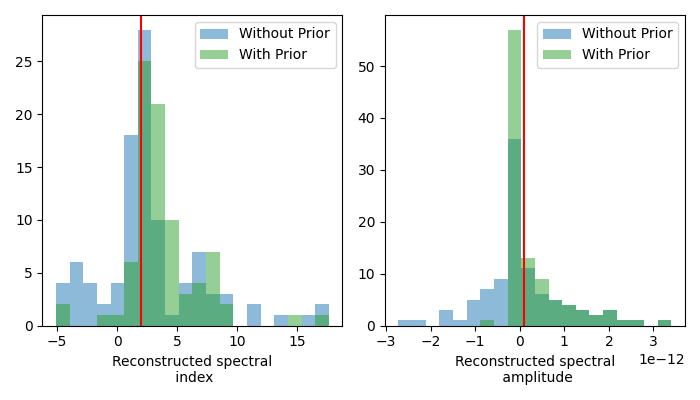 Without Prior
With Prior
25
20
15
10
5
0
-5
0
5
10
15
Reconstructed spectral
index
Without Prior
With Prior
50
40
30
20
10
0
−3
−2
−1
0
1
2
3
1e−12
Reconstructed spectral
amplitude